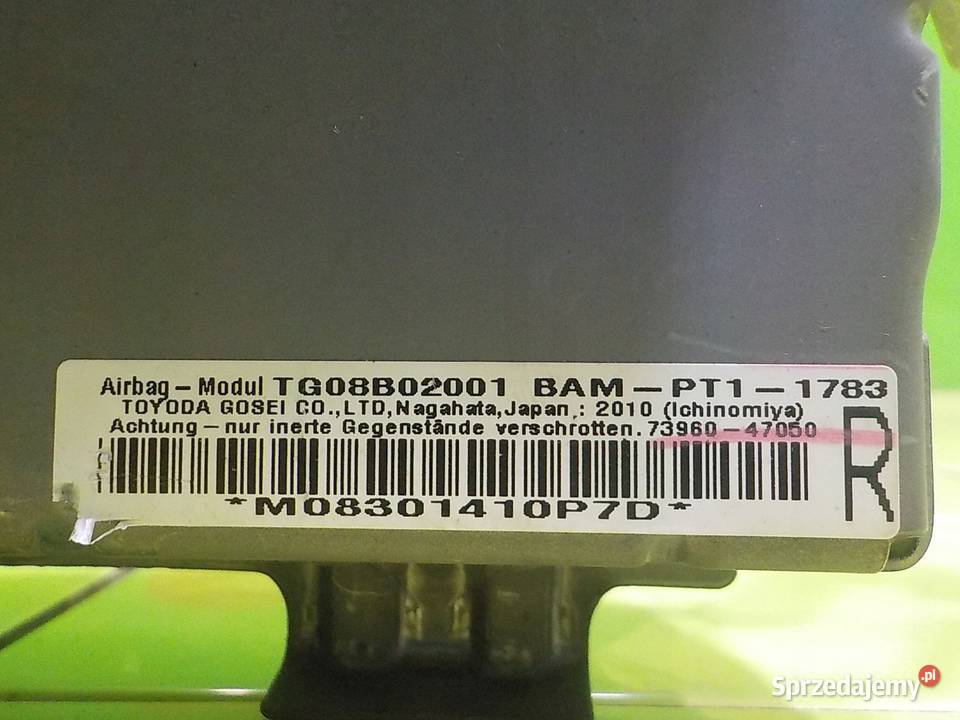 Airbag-Modul TG08B02001 BAM-PT1-1783
TOYODA GOSEI CO.,LTD,Nagahata,Japan.: 2010 (Ichinomiya)
Achtung-nur inerte Gegenstände verschrotten. 73960-47050
R
*M08301410P7D*
Sprzedajemy.pl